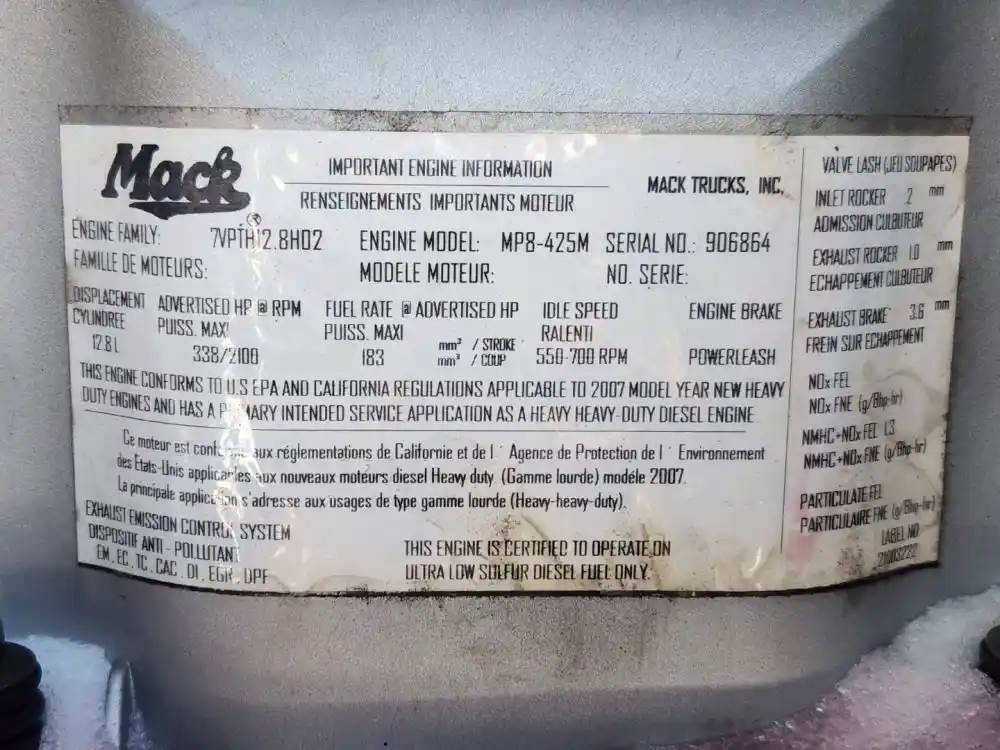 Mack
®
IMPORTANT ENGINE INFORMATION
RENSEIGNEMENTS IMPORTANTS MOTEUR
MACK TRUCKS, INC.
ENGINE FAMILY: 7VPTH12.8H02 ENGINE MODEL: MP8-425M SERIAL NO.: 906864
FAMILLE DE MOTEURS: MODELE MOTEUR: NO. SERIE:
DISPLACEMENT ADVERTISED HP @ RPM FUEL RATE @ ADVERTISED HP IDLE SPEED ENGINE BRAKE
CYLINDREE PUISS. MAXI PUISS. MAXI RALENTI
12.8 L 338/2100 183 mm³ / STROKE 550-700 RPM POWERLEASH
mm³ / COUP
THIS ENGINE CONFORMS TO U.S EPA AND CALIFORNIA REGULATIONS APPLICABLE TO 2007 MODEL YEAR NEW HEAVY
DUTY ENGINES AND HAS A PRIMARY INTENDED SERVICE APPLICATION AS A HEAVY HEAVY-DUTY DIESEL ENGINE
Ce moteur est aux réglementations de Californie et de l ' Agence de Protection de l ' Environnement
des Etats-Unis applicables aux nouveaux moteurs diesel Heavy duty. (Gamme lourde) modéle 2007.
La principale application s'adresse aux usages de type gamme lourde (Heavy-heavy-duty).
EXHAUST EMISSION CONTROL SYSTEM
DISPOSITIF ANTI - POLLUTANT
EM, EC, TC, CAC, DI, EGR, DPF
THIS ENGINE IS CERTIFIED TO OPERATE ON
ULTRA LOW SULFUR DIESEL FUEL ONLY.
VALVE LASH (JEU SOUPAPES)
INLET ROCKER .2 mm
ADMISSION CULBUTEUR
EXHAUST ROCKER 1.0 mm
ECHAPPEMENT CULBUTEUR
EXHAUST BRAKE 3.6 mm
FREIN SUR ECHAPPEMENT
NOx FEL
NOx FNE (g/Bhp-hr)
NMHC+NOx FEL 1.3
NMHC+NOx FNE (g/Bhp-hr)
PARTICULATE FEL
PARTICULAIRE FNE (g/Bhp-hr)
LABEL NO
21003222